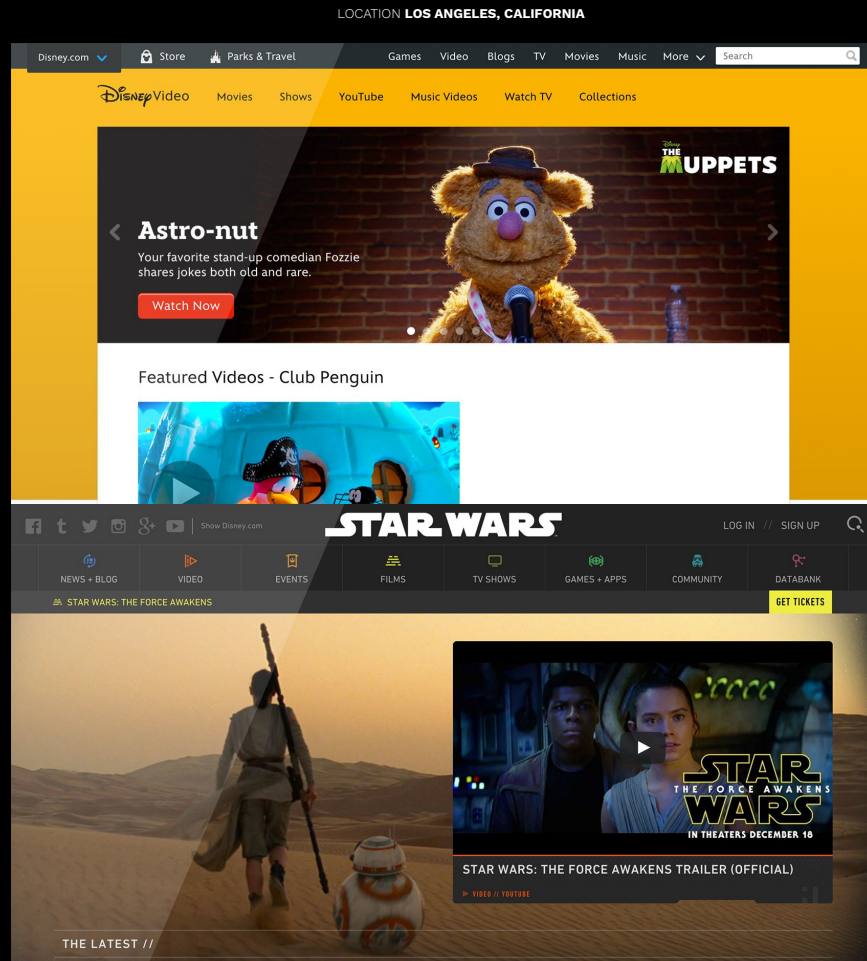 LOCATION LOS ANGELES, CALIFORNIA
Disney.com Store Parks & Travel Games Video Blogs TV Movies Music More Search
Disney Video Movies Shows YouTube Music Videos Watch TV Collections
Disney
THE
MUPPETS
Astro-nut
Your favorite stand-up comedian Fozzie
shares jokes both old and rare.
Watch Now
Featured Videos - Club Penguin
Show Disney.com STAR WARS LOG IN // SIGN UP
NEWS + BLOG VIDEO EVENTS FILMS TV SHOWS GAMES + APPS COMMUNITY DATABANK
STAR WARS: THE FORCE AWAKENS GET TICKETS
STAR
THE FORCE AWAKENS
WARS
IN THEATERS DECEMBER 18
STAR WARS: THE FORCE AWAKENS TRAILER (OFFICIAL)
VIDEO // YOUTUBE
THE LATEST //